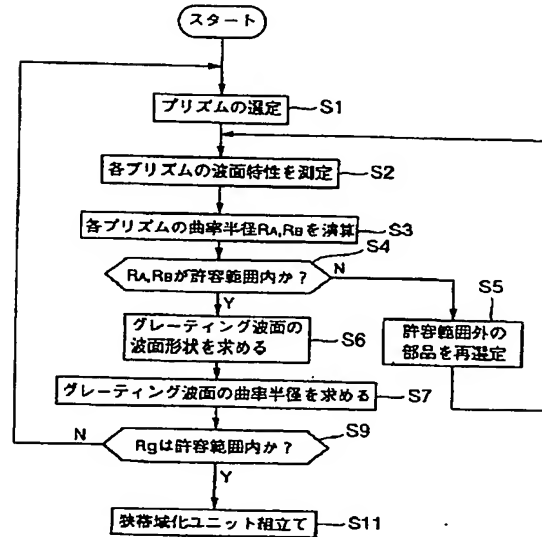 スタート
プリズムの選定
S1
各プリズムの波面特性を測定
S2
各プリズムの曲率半径RA,RBを演算
S3
S4
RA,RBが許容範囲内か?
N
Y
S5
許容範囲外の
部品を再選定
グレーティング波面の
波面形状を求める
S6
グレーティング波面の曲率半径を求める
S7
S9
Rgは許容範囲内か?
N
Y
狭帯域化ユニット組立て
S11